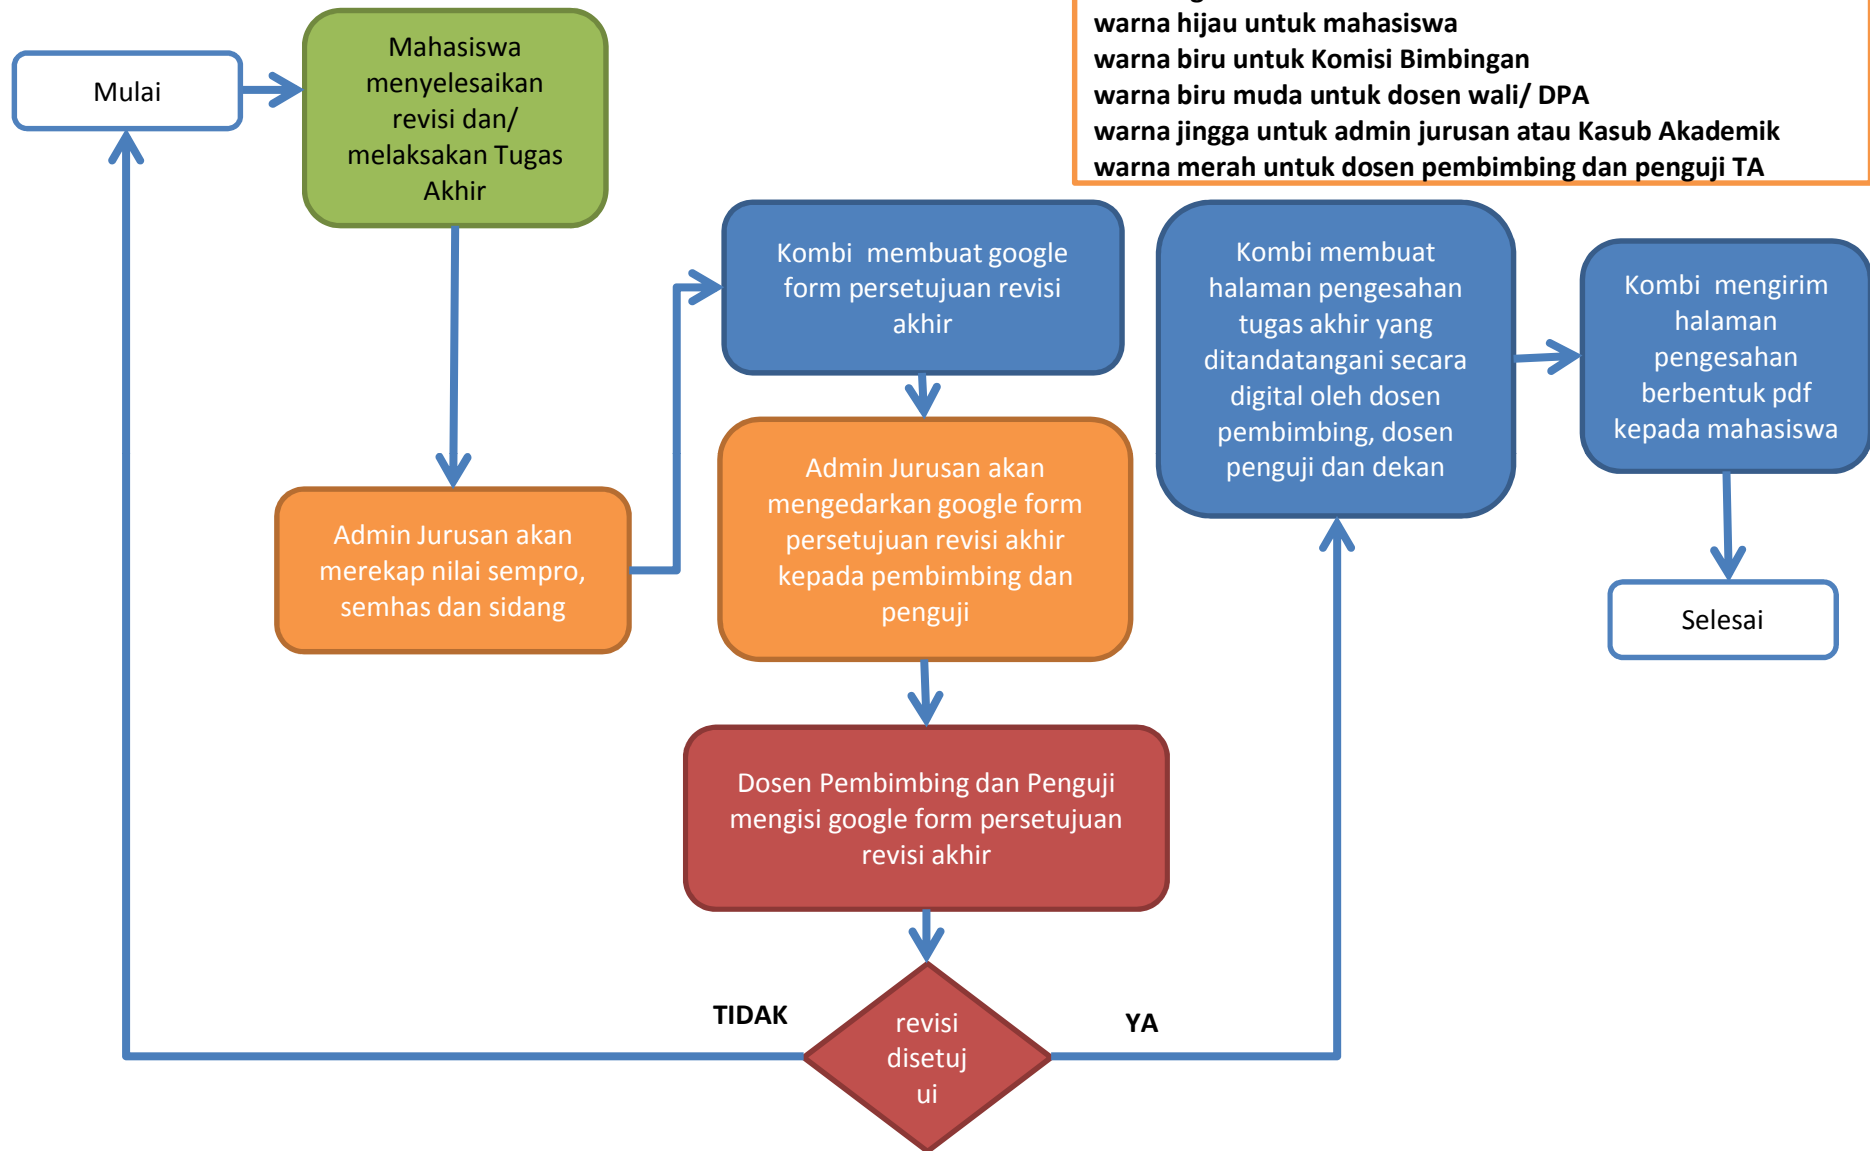 warna hijau untuk mahasiswa
warna biru untuk Komisi Bimbingan
warna biru muda untuk dosen wali/ DPA
warna jingga untuk admin jurusan atau Kasub Akademik
warna merah untuk dosen pembimbing dan penguji TA
Mulai
Mahasiswa
menyelesaikan
revisi dan/
melaksakan Tugas
Akhir
Admin Jurusan akan
merekap nilai sempro,
semhas dan sidang
Kombi  membuat google
form persetujuan revisi
akhir
Admin Jurusan akan
mengedarkan google form
persetujuan revisi akhir
kepada pembimbing dan
penguji
Dosen Pembimbing dan Penguji
mengisi google form persetujuan
revisi akhir
revisi
disetuj
ui
TIDAK
YA
Kombi membuat
halaman pengesahan
tugas akhir yang
ditandatangani secara
digital oleh dosen
pembimbing, dosen
penguji dan dekan
Kombi  mengirim
halaman
pengesahan
berbentuk pdf
kepada mahasiswa
Selesai